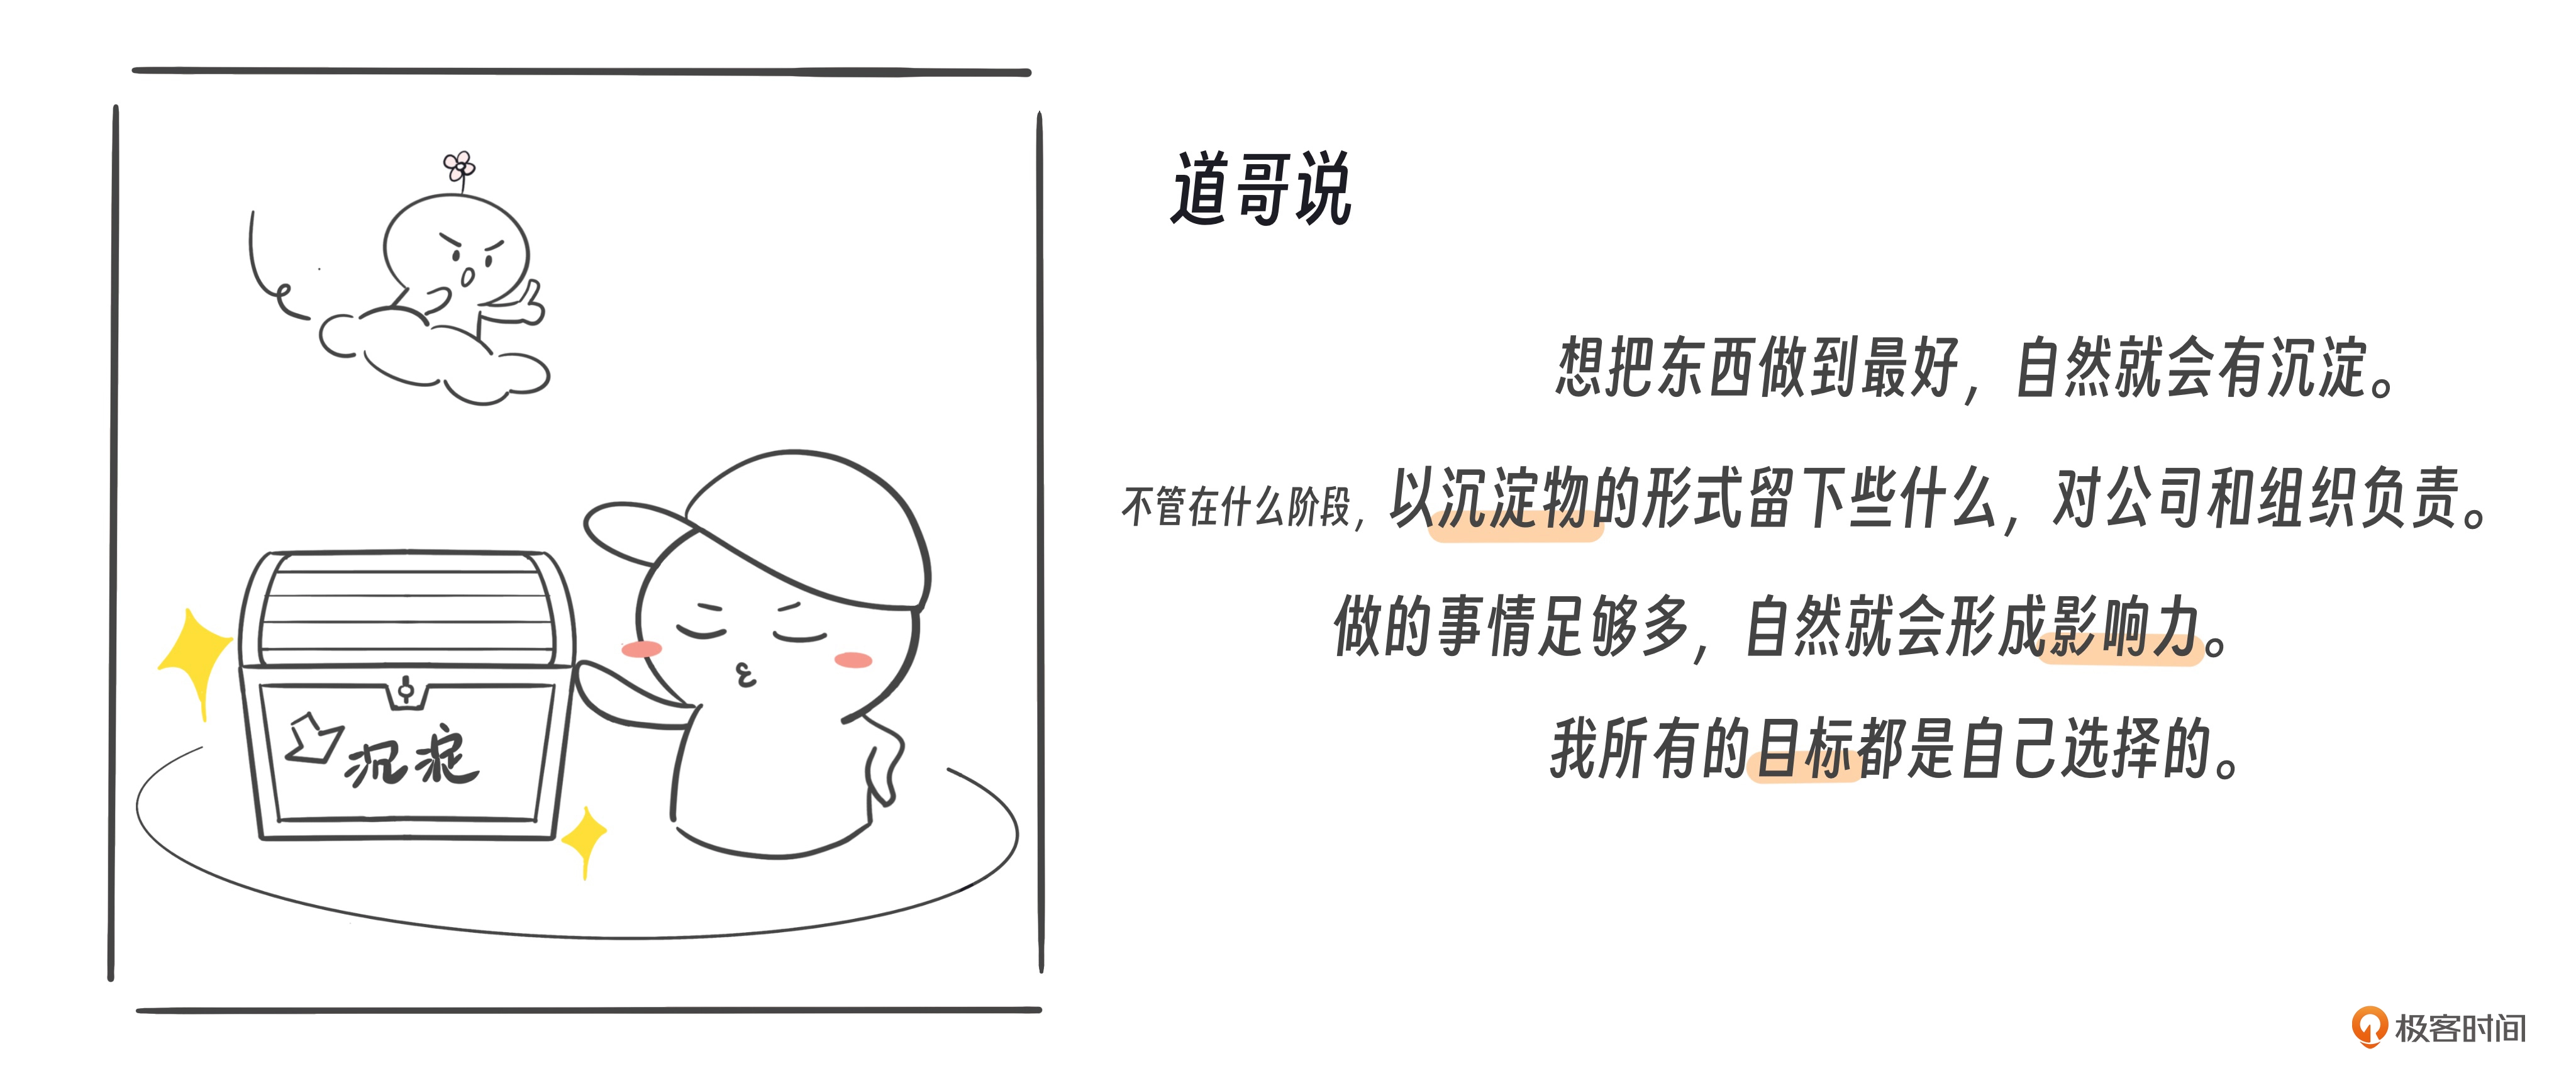 道哥说
想把东西做到最好，自然就会有沉淀。
不管在什么阶段，以沉淀物的形式留下些什么，对公司和组织负责。
做的事情足够多，自然就会形成影响力。
我所有的目标都是自己选择的。
沉淀
极客时间